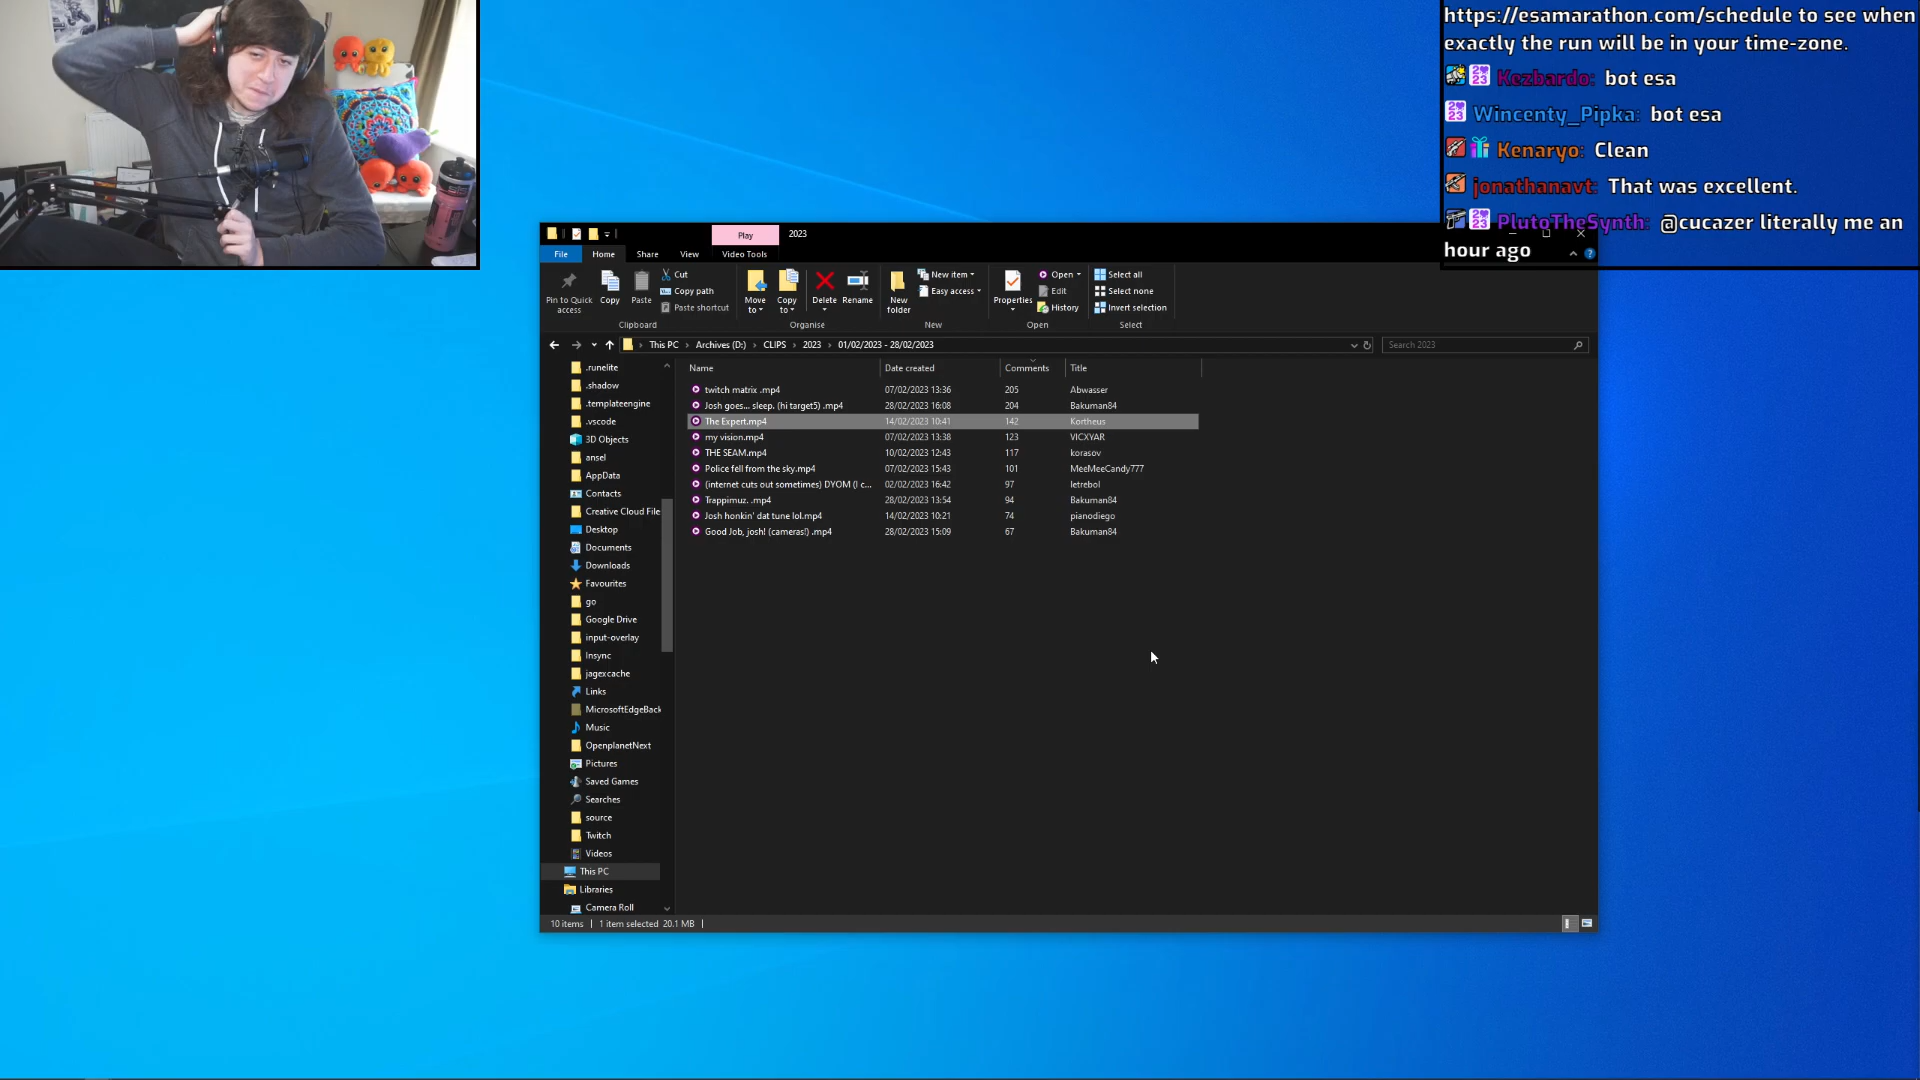 https://esamarathon.com/schedule to see when
exactly the run will be in your time-zone.
Kezbardo: bot esa
Wincenty_Pipka: bot esa
Kenaryo: Clean
jonathanavt: That was excellent.
PlutoTheSynth: @cucazer literally me an
hour ago
Play
2023
File
Home
Share
View
Video Tools
Pin to Quick access
Copy
Paste
Cut
Copy path
Paste shortcut
Clipboard
Move to
Copy to
Delete
Rename
Organise
New folder
New item
Easy access
New
Properties
Open
Edit
History
Open
Select all
Select none
Invert selection
Select
This PC > Archives (D:) > CLIPS > 2023 > 01/02/2023 - 28/02/2023
Search 2023
Name Date created Comments Title
twitch matrix .mp4 07/02/2023 13:36 205 Abwasser
Josh goes... sleep. (hi target5) .mp4 28/02/2023 16:08 204 Bakuman84
The Expert.mp4 14/02/2023 10:41 142 Kortheus
my vision.mp4 07/02/2023 13:38 123 VICXYAR
THE SEAM.mp4 10/02/2023 12:43 117 korasov
Police fell from the sky.mp4 07/02/2023 15:43 101 MeeMeeCandy777
(internet cuts out sometimes) DYOM (I c... 02/02/2023 16:42 97 letrebol
Trappimuz. .mp4 28/02/2023 13:54 94 Bakuman84
Josh honkin' dat tune lol.mp4 14/02/2023 10:21 74 pianodiego
Good Job, josh! (cameras!) .mp4 28/02/2023 15:09 67 Bakuman84
.runelite
.shadow
.templateengine
.vscode
3D Objects
ansel
AppData
Contacts
Creative Cloud File
Desktop
Documents
Downloads
Favourites
go
Google Drive
input-overlay
Insync
jagexcache
Links
MicrosoftEdgeBack
Music
OpenplanetNext
Pictures
Saved Games
Searches
source
Twitch
Videos
This PC
Libraries
Camera Roll
10 items
1 item selected 20.1 MB